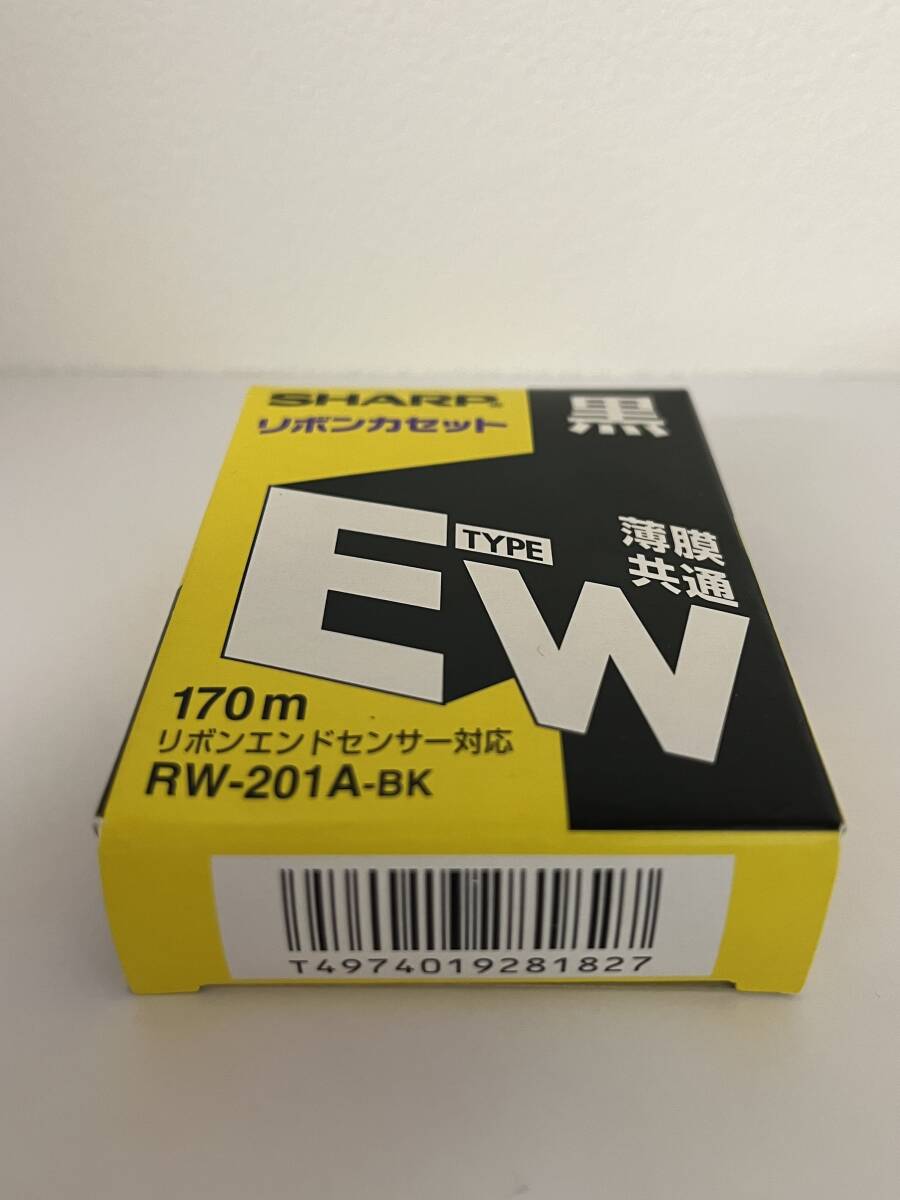 SHARP®
リボンカセット
黒
TYPE
EW
薄膜
共通
170m
リボンエンドセンサー対応
RW-201A-BK
T4974019281827